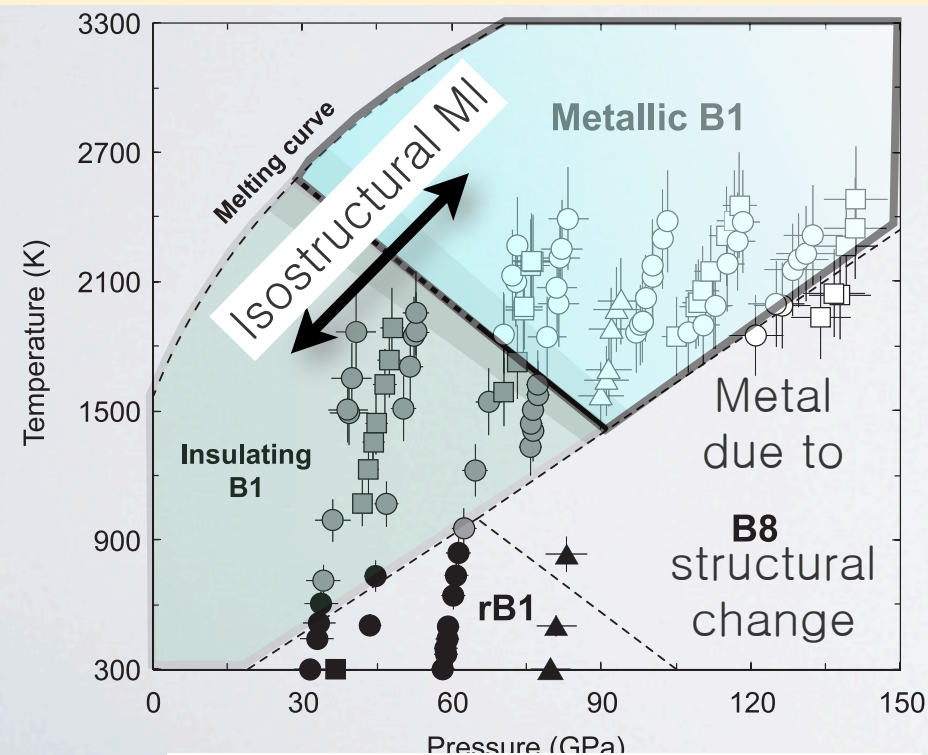 3300
2700
2100
1500
900
300
Temperature (K)
Melting curve
Isostructural MI
Metallic B1
Insulating
B1
Metal
due to
B8
structural
change
rB1
0
30
60
90
120
150
Pressure (GPa)